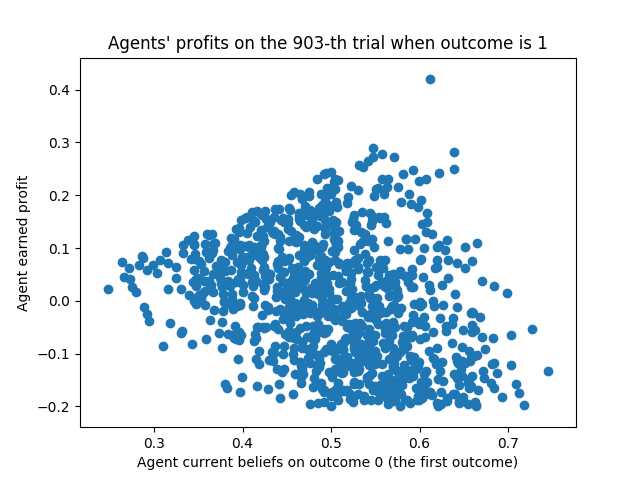 Agents' profits on the 903-th trial when outcome is 1
0.4
0.3
0.2
0.1
0.0
−0.1
−0.2
Agent earned profit
0.3 0.4 0.5 0.6 0.7
Agent current beliefs on outcome 0 (the first outcome)